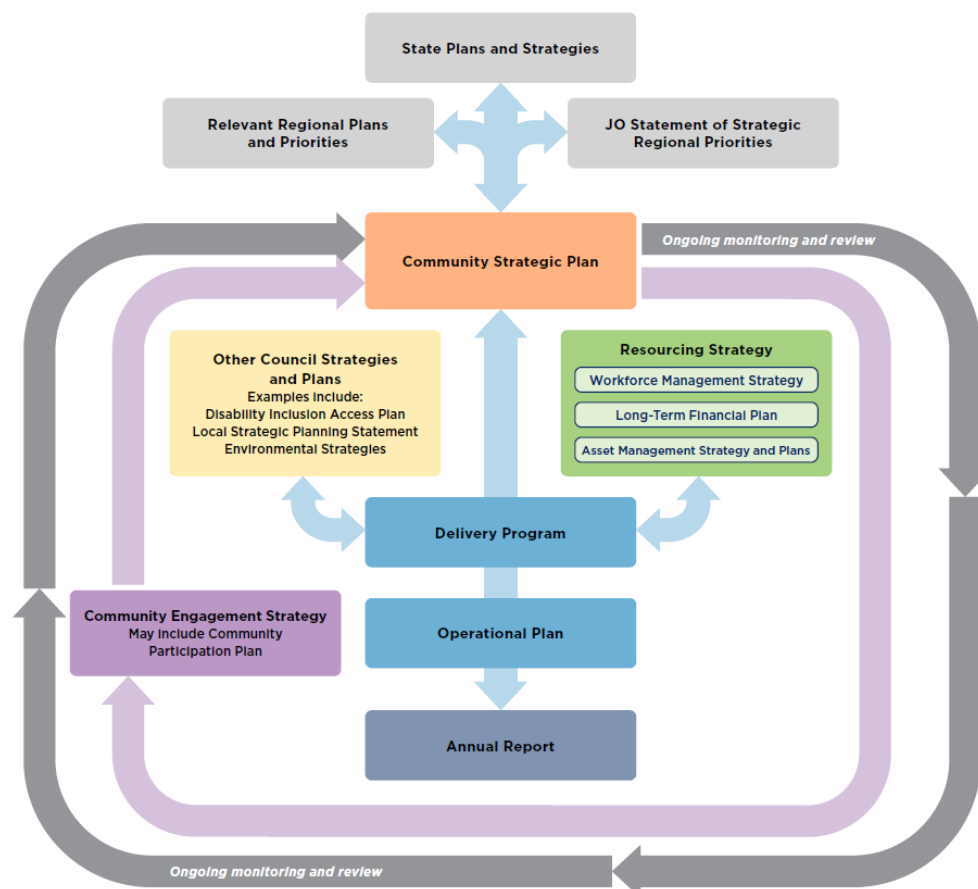 State Plans and Strategies
Relevant Regional Plans
and Priorities
JO Statement of Strategic
Regional Priorities
Community Strategic Plan
Ongoing monitoring and review
Other Council Strategies
and Plans
Examples include:
Disability Inclusion Access Plan
Local Strategic Planning Statement
Environmental Strategies
Resourcing Strategy
Workforce Management Strategy
Long-Term Financial Plan
Asset Management Strategy and Plans
Delivery Program
Community Engagement Strategy
May Include Community
Participation Plan
Operational Plan
Annual Report
Ongoing monitoring and review